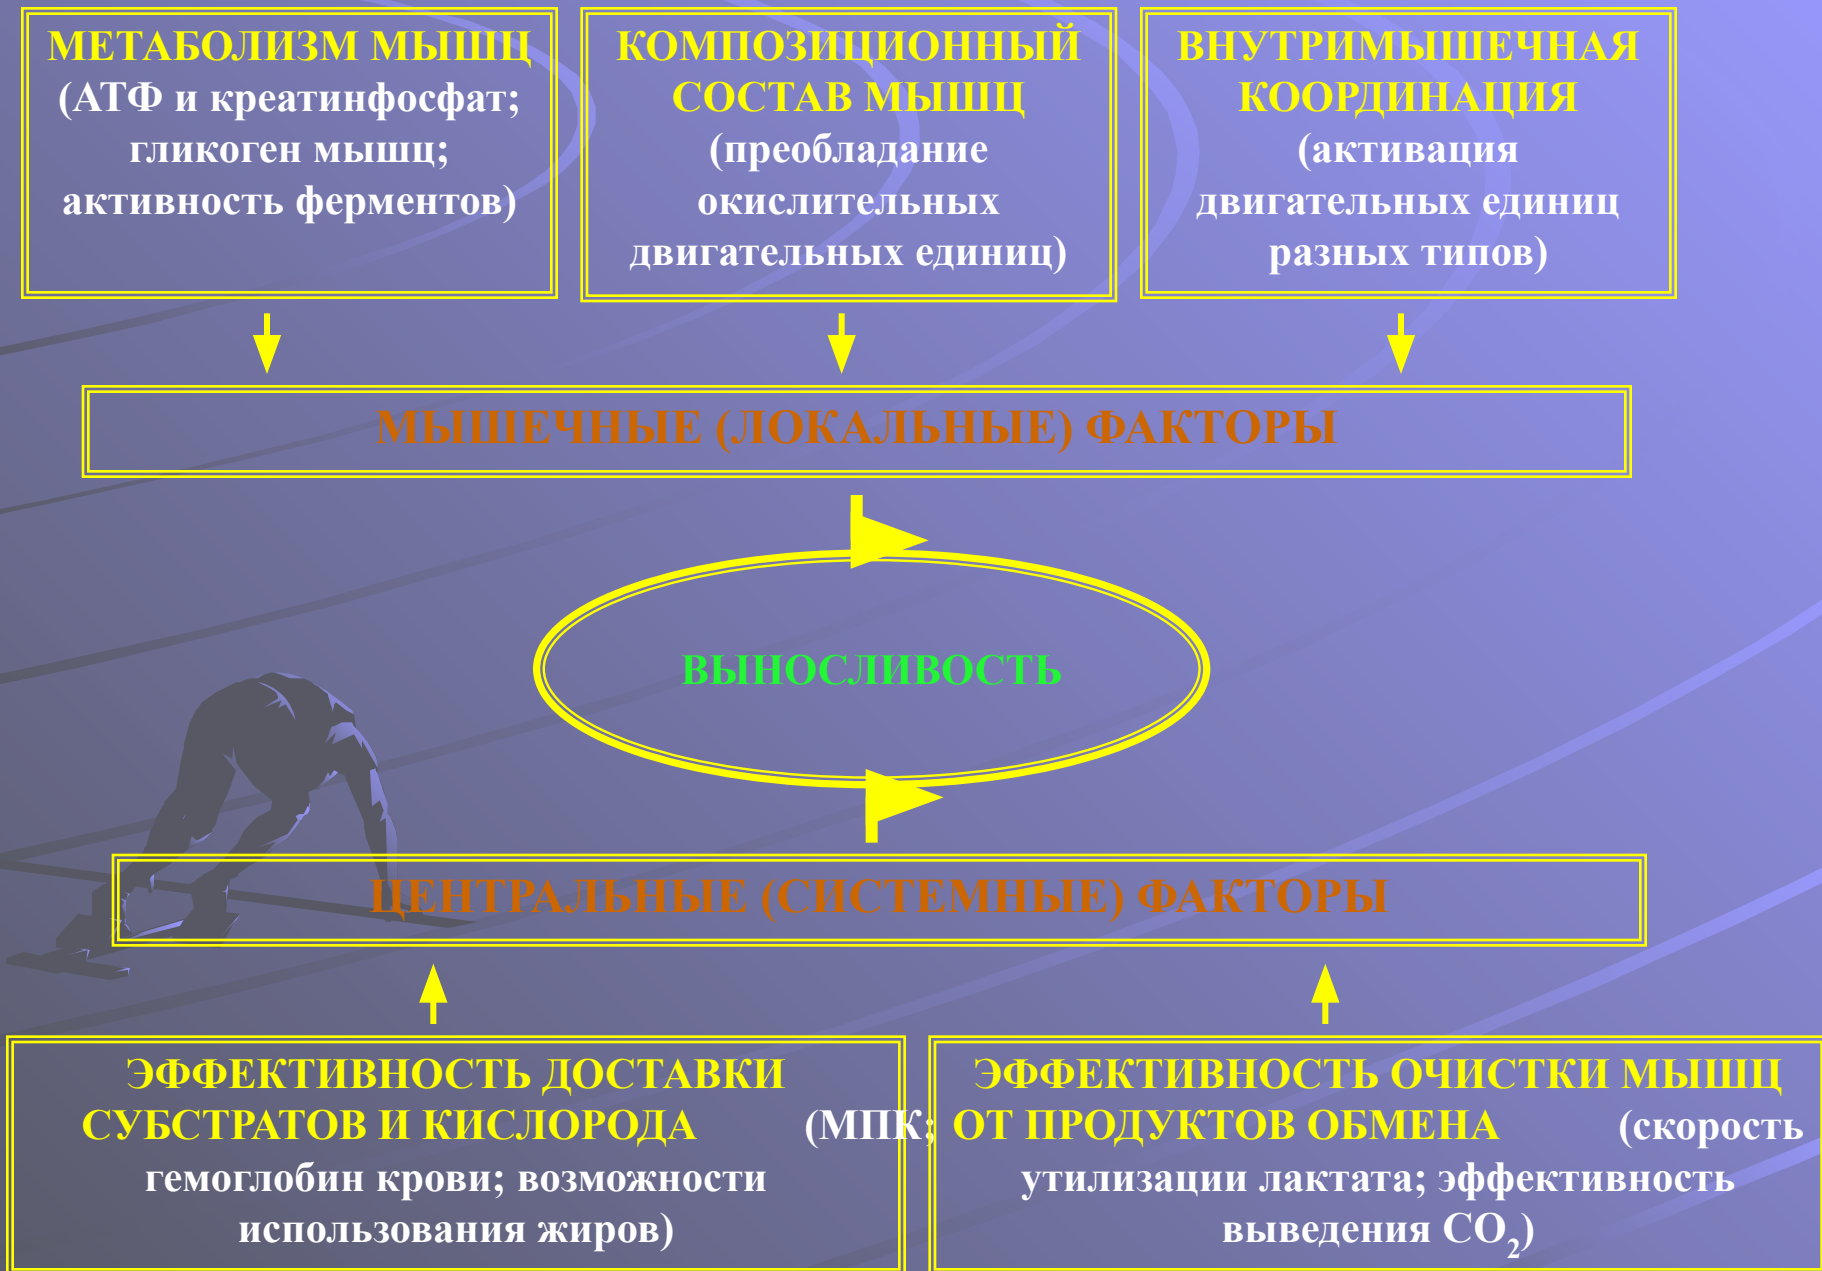 МЕТАБОЛИЗМ МЫШЦ
(АТФ и креатинфосфат;
гликоген мышц;
активность ферментов)
КОМПОЗИЦИОННЫЙ
СОСТАВ МЫШЦ
(преобладание
окислительных
двигательных единиц)
ВНУТРИМЫШЕЧНАЯ
КООРДИНАЦИЯ
(активация
двигательных единиц
разных типов)
МЫШЕЧНЫЕ (ЛОКАЛЬНЫЕ) ФАКТОРЫ
ВЫНОСЛИВОСТЬ
ЦЕНТРАЛЬНЫЕ (СИСТЕМНЫЕ) ФАКТОРЫ
ЭФФЕКТИВНОСТЬ ДОСТАВКИ
СУБСТРАТОВ И КИСЛОРОДА (МПК;
гемоглобин крови; возможности
использования жиров)
ЭФФЕКТИВНОСТЬ ОЧИСТКИ МЫШЦ
ОТ ПРОДУКТОВ ОБМЕНА (скорость
утилизации лактата; эффективность
выведения СО₂)